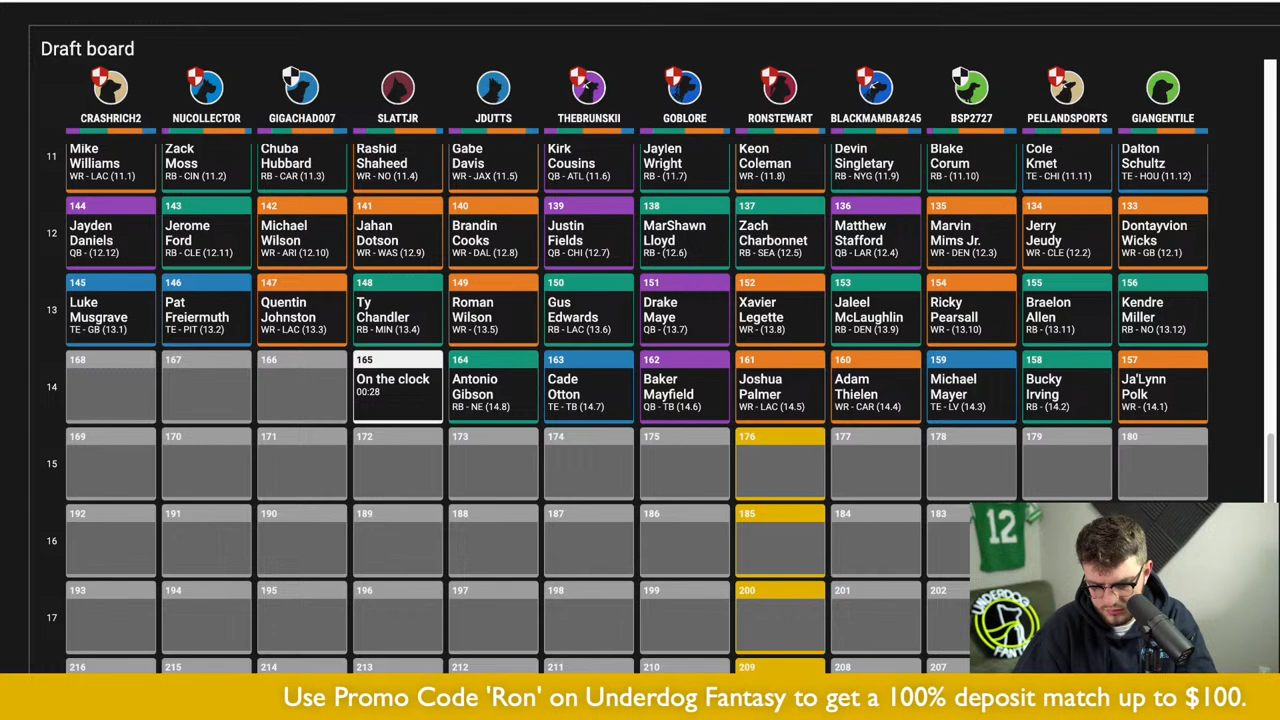 Draft board
CRASHRICH2 NUCOLLECTOR GIGACHAD007 SLATTJR JDUTTS THEBRUNSKII GOBLORE RONSTEWART BLACKMAMBA8245 BSP2727 PELLANDSPORTS GIANGENTILE
11
Mike Williams
WR - LAC (11.1)
Zack Moss
RB - CIN (11.2)
Chuba Hubbard
RB - CAR (11.3)
Rashid Shaheed
WR - NO (11.4)
Gabe Davis
WR - JAX (11.5)
Kirk Cousins
QB - ATL (11.6)
Jaylen Wright
RB - (11.7)
Keon Coleman
WR - (11.8)
Devin Singletary
RB - NYG (11.9)
Blake Corum
RB - (11.10)
Cole Kmet
TE - CHI (11.11)
Dalton Schultz
TE - HOU (11.12)
12
144
Jayden Daniels
QB - (12.12)
143
Jerome Ford
RB - CLE (12.11)
142
Michael Wilson
WR - ARI (12.10)
141
Jahan Dotson
WR - WAS (12.9)
140
Brandin Cooks
WR - DAL (12.8)
139
Justin Fields
QB - CHI (12.7)
138
MarShawn Lloyd
RB - (12.6)
137
Zach Charbonnet
RB - SEA (12.5)
136
Matthew Stafford
QB - LAR (12.4)
135
Marvin Mims Jr.
WR - DEN (12.3)
134
Jerry Jeudy
WR - CLE (12.2)
133
Dontayvion Wicks
WR - GB (12.1)
13
145
Luke Musgrave
TE - GB (13.1)
146
Pat Freiermuth
TE - PIT (13.2)
147
Quentin Johnston
WR - LAC (13.3)
148
Ty Chandler
RB - MIN (13.4)
149
Roman Wilson
WR - (13.5)
150
Gus Edwards
RB - LAC (13.6)
151
Drake Maye
QB - (13.7)
152
Xavier Legette
WR - (13.8)
153
Jaleel McLaughlin
RB - DEN (13.9)
154
Ricky Pearsall
WR - (13.10)
155
Braelon Allen
RB - (13.11)
156
Kendre Miller
RB - NO (13.12)
14
168
167
166
165
On the clock
00:28
164
Antonio Gibson
RB - NE (14.8)
163
Cade Otton
TE - TB (14.7)
162
Baker Mayfield
QB - TB (14.6)
161
Joshua Palmer
WR - LAC (14.5)
160
Adam Thielen
WR - CAR (14.4)
159
Michael Mayer
TE - LV (14.3)
158
Bucky Irving
RB - (14.2)
157
Ja'Lynn Polk
WR - (14.1)
15
169 170 171 172 173 174 175 176 177 178 179 180
16
192 191 190 189 188 187 186 185 184 183
17
193 194 195 196 197 198 199 200 201 202
216 215 214 213 212 211 210 209 208 207
12
UNDERDOG
Use Promo Code 'Ron' on Underdog Fantasy to get a 100% deposit match up to $100.